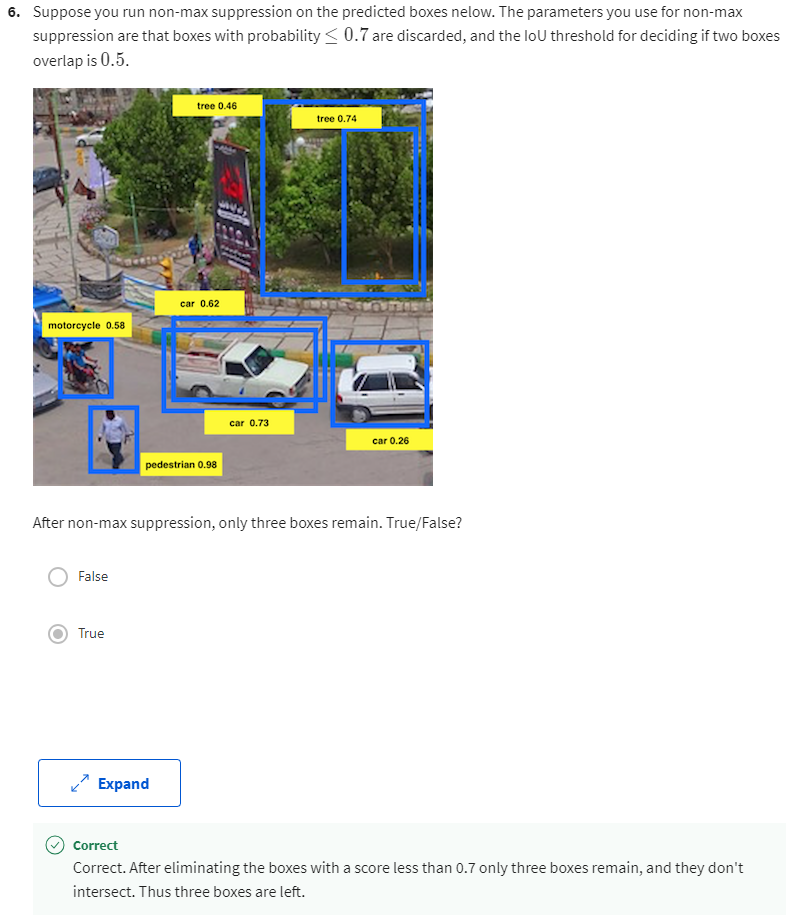 6. Suppose you run non-max suppression on the predicted boxes nelow. The parameters you use for non-max
suppression are that boxes with probability ≤ 0.7 are discarded, and the IoU threshold for deciding if two boxes
overlap is 0.5.
tree 0.46
tree 0.74
car 0.62
motorcycle 0.58
car 0.73
car 0.26
pedestrian 0.98
After non-max suppression, only three boxes remain. True/False?
False
True
Expand
Correct
Correct. After eliminating the boxes with a score less than 0.7 only three boxes remain, and they don't
intersect. Thus three boxes are left.